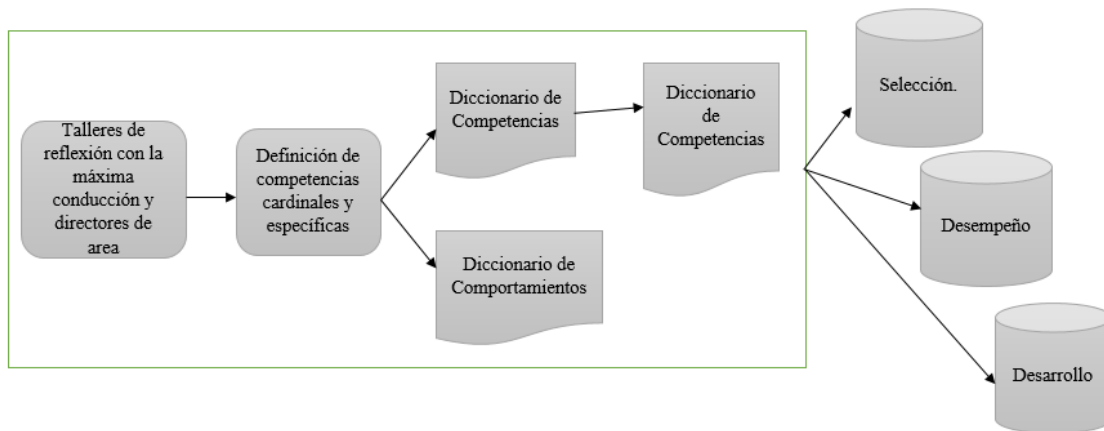 Talleres de
reflexión con la
máxima
conducción y
directores de
area
Definición de
competencias
cardinales y
específicas
Diccionario de
Competencias
Diccionario
de
Competencias
Diccionario de
Comportamientos
Selección.
Desempeño
Desarrollo